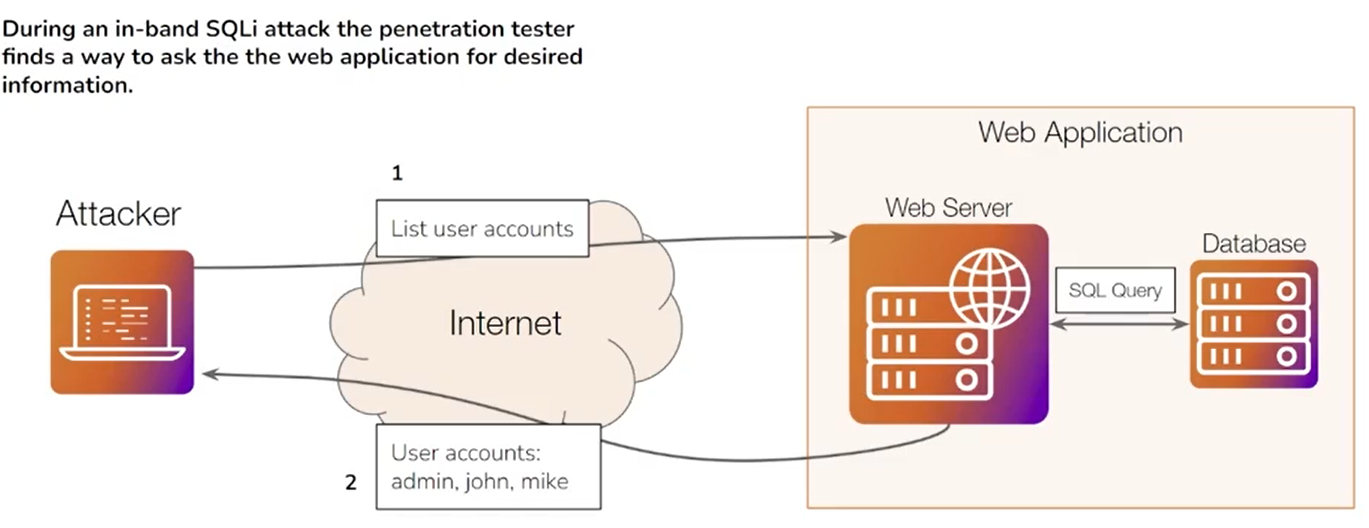 During an in-band SQLi attack the penetration tester
finds a way to ask the the web application for desired
information.
Web Application
1
Attacker
List user accounts
Web Server
Database
SQL Query
Internet
User accounts:
2
admin, john, mike